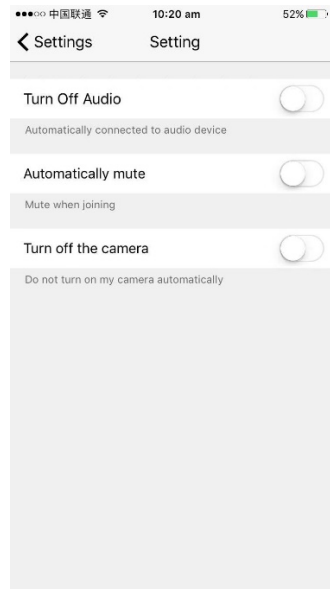 中国联通 10:20 am 52%
Settings Setting
Turn Off Audio
Automatically connected to audio device
Automatically mute
Mute when joining
Turn off the camera
Do not turn on my camera automatically